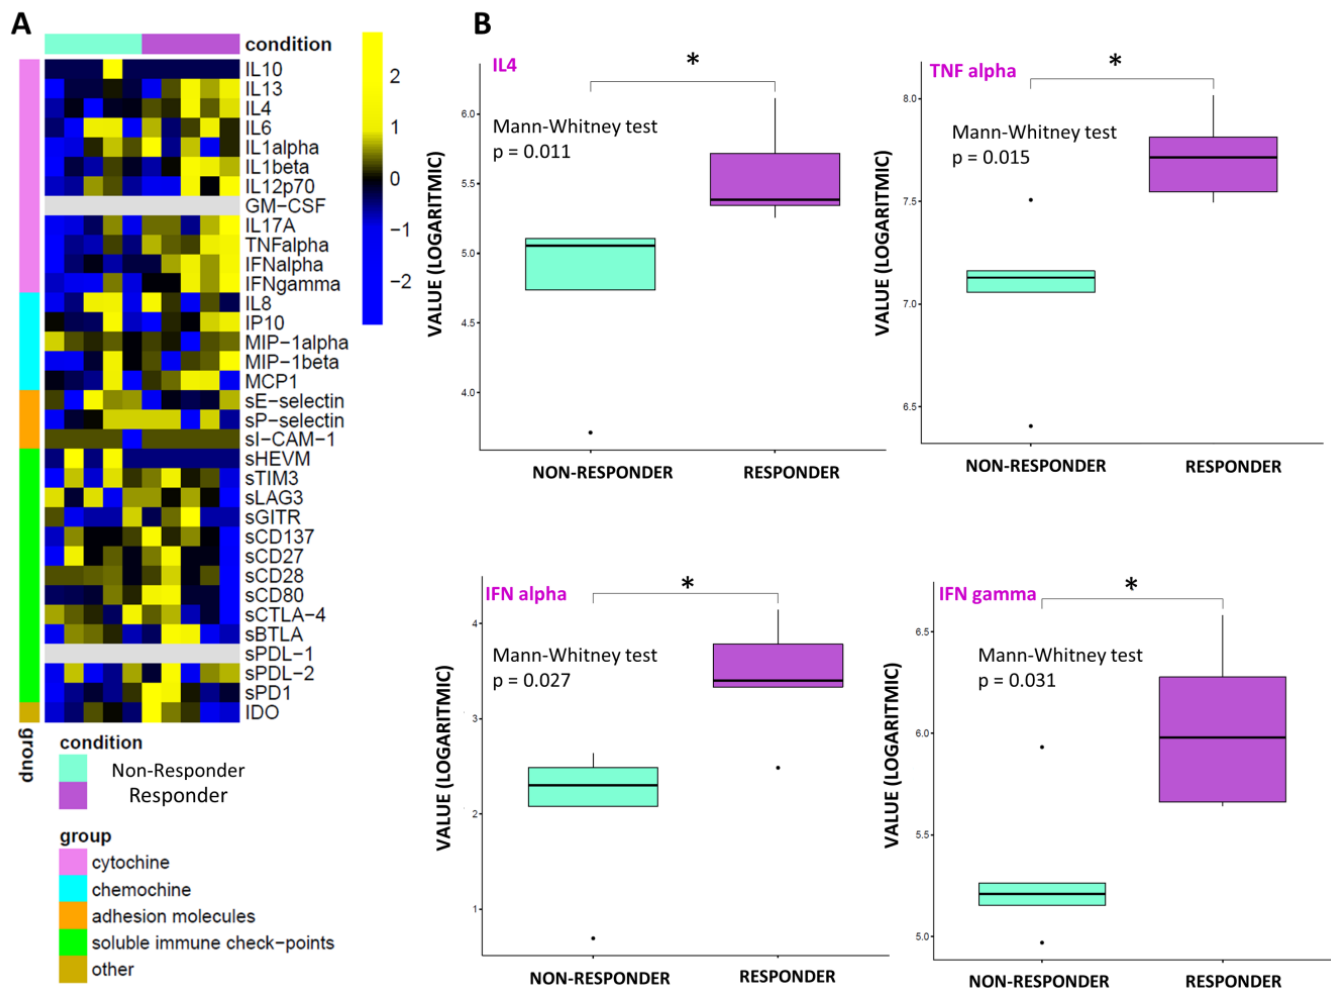 A
condition
IL10
IL13
IL4
IL6
IL1alpha
IL1beta
IL12p70
GM−CSF
IL17A
TNFalpha
IFNalpha
IFNgamma
IL8
IP10
MIP−1alpha
MIP−1beta
MCP1
sE−selectin
sP−selectin
sI−CAM−1
sHEVM
sTIM3
sLAG3
sGITR
sCD137
sCD27
sCD28
sCD80
sCTLA−4
sBTLA
sPDL−1
sPDL−2
sPD1
IDO
group
2
1
0
−1
−2
condition
Non-Responder
Responder
group
cytochine
chemochine
adhesion molecules
soluble immune check−points
other
B
IL4
*
Mann-Whitney test
p = 0.011
VALUE (LOGARITMIC)
6.0
5.5
5.0
4.5
4.0
NON-RESPONDER
RESPONDER
TNF alpha
*
Mann-Whitney test
p = 0.015
VALUE (LOGARITMIC)
8.0
7.5
7.0
6.5
NON-RESPONDER
RESPONDER
IFN alpha
*
Mann-Whitney test
p = 0.027
VALUE (LOGARITMIC)
4
3
2
1
NON-RESPONDER
RESPONDER
IFN gamma
*
Mann-Whitney test
p = 0.031
VALUE (LOGARITMIC)
6.5
6.0
5.5
5.0
NON-RESPONDER
RESPONDER